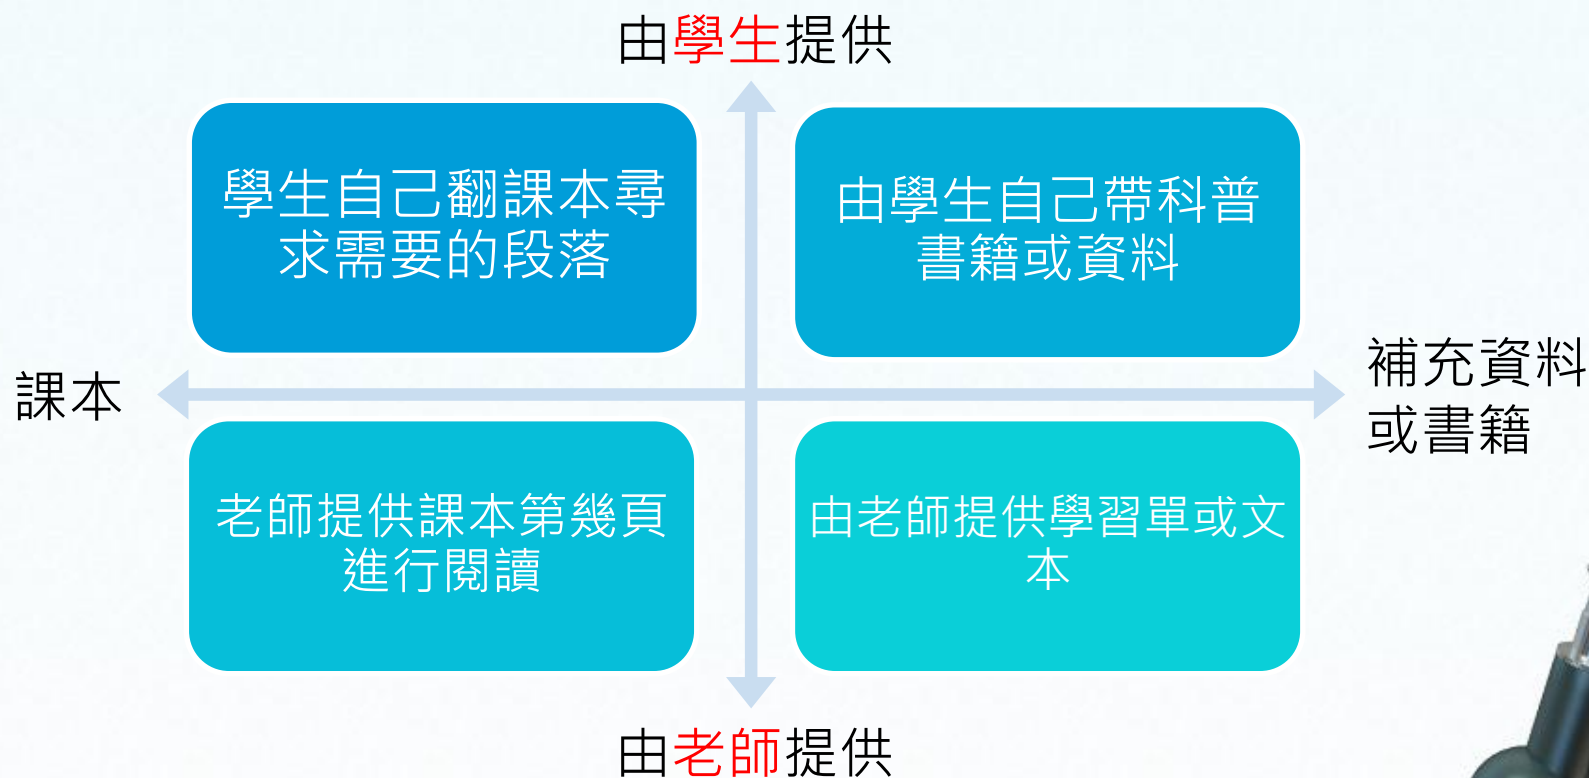 由學生提供
學生自己翻課本尋
求需要的段落
由學生自己帶科普
書籍或資料
課本
補充資料
或書籍
老師提供課本第幾頁
進行閱讀
由老師提供學習單或文
本
由老師提供